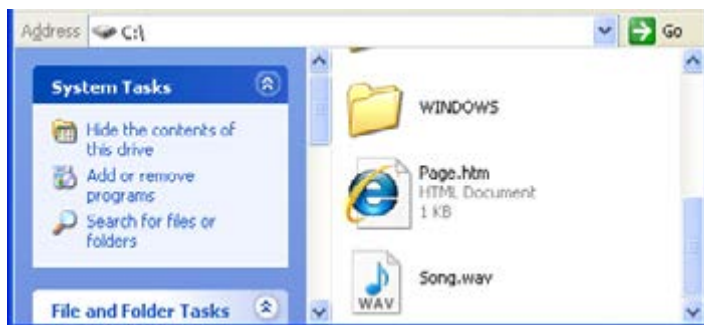 Address C:\ Go
System Tasks
Hide the contents of
this drive
Add or remove
programs
Search for files or
folders
File and Folder Tasks
WINDOWS
Page.htm
HTML Document
1 KB
Song.wav
WAV